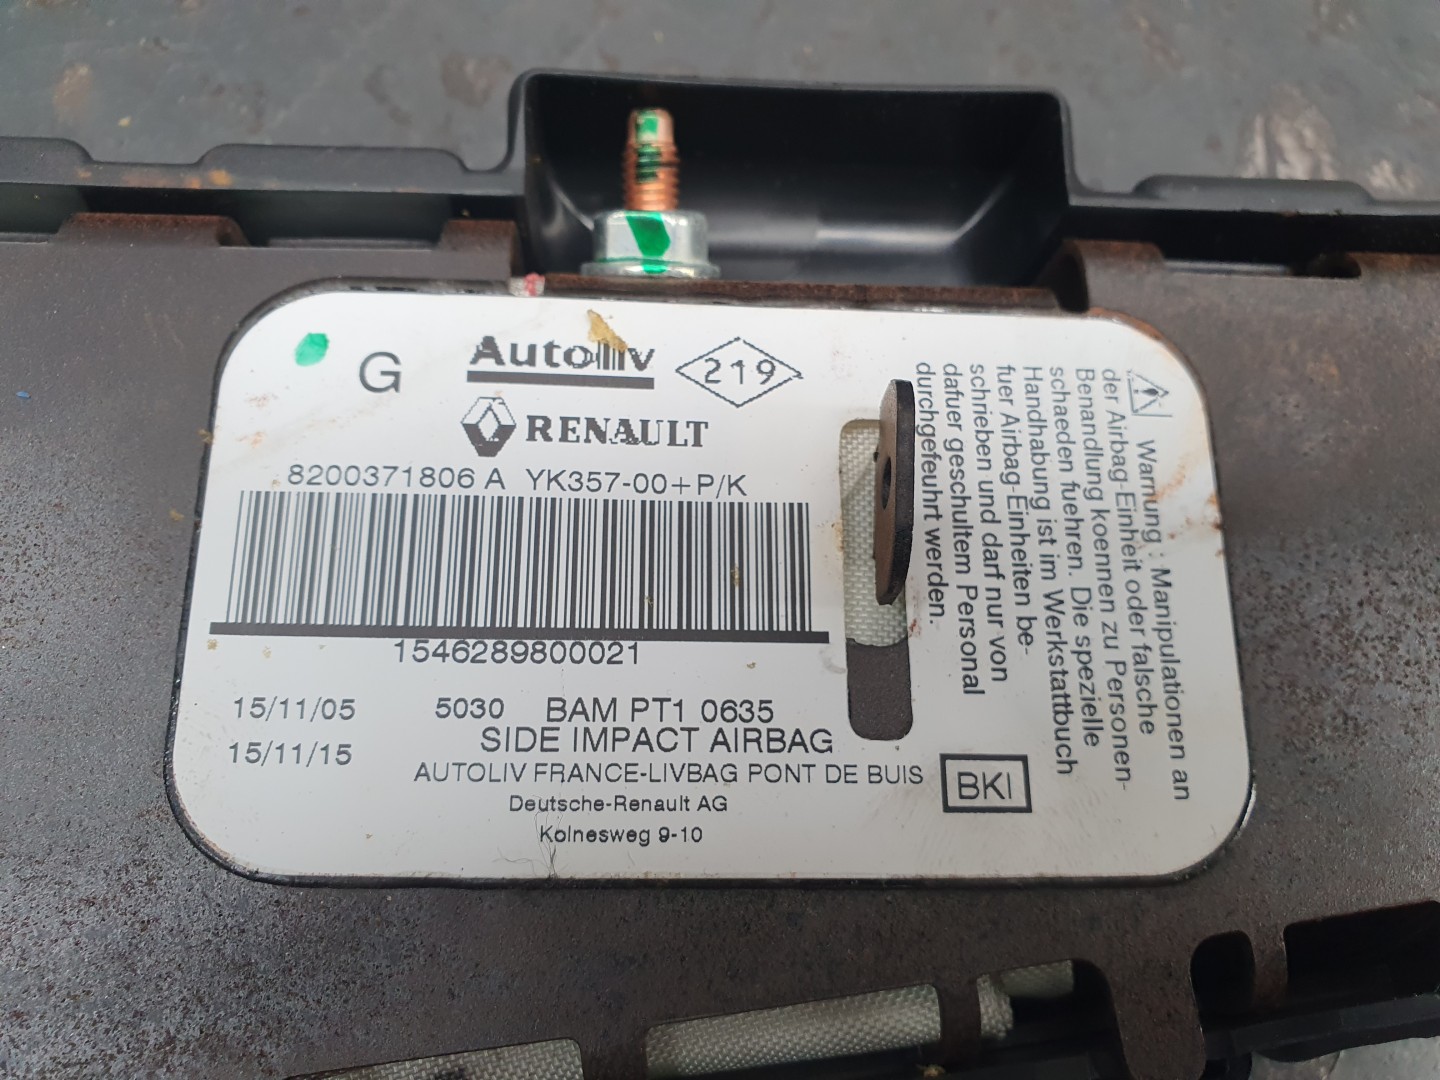 G
Autoliv
219
RENAULT
8200371806 A YK357-00+P/K
1546289800021
15/11/05 5030 BAM PT1 0635
15/11/15 SIDE IMPACT AIRBAG
AUTOLIV FRANCE-LIVBAG PONT DE BUIS
Deutsche-Renault AG
Kolnesweg 9-10
BKI
Warnung : Manipulationen an
der Airbag-Einheit oder falsche
Benandlung koennen zu Personen-
schaeden fuehren. Die spezielle
Handhabung ist im Werkstattbuch
fuer Airbag-Einheiten be-
schrieben und darf nur von
dafuer geschultem Personal
durchgefeuhrt werden.